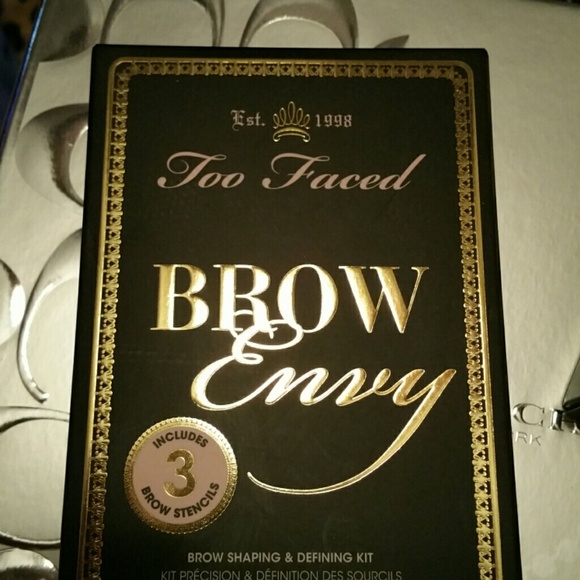 Est. 1998
Too Faced
BROW
Envy
INCLUDES
3
BROW STENCILS
BROW SHAPING & DEFINING KIT
KIT PRÉCISION & DÉFINITION DES SOURCILS
RK